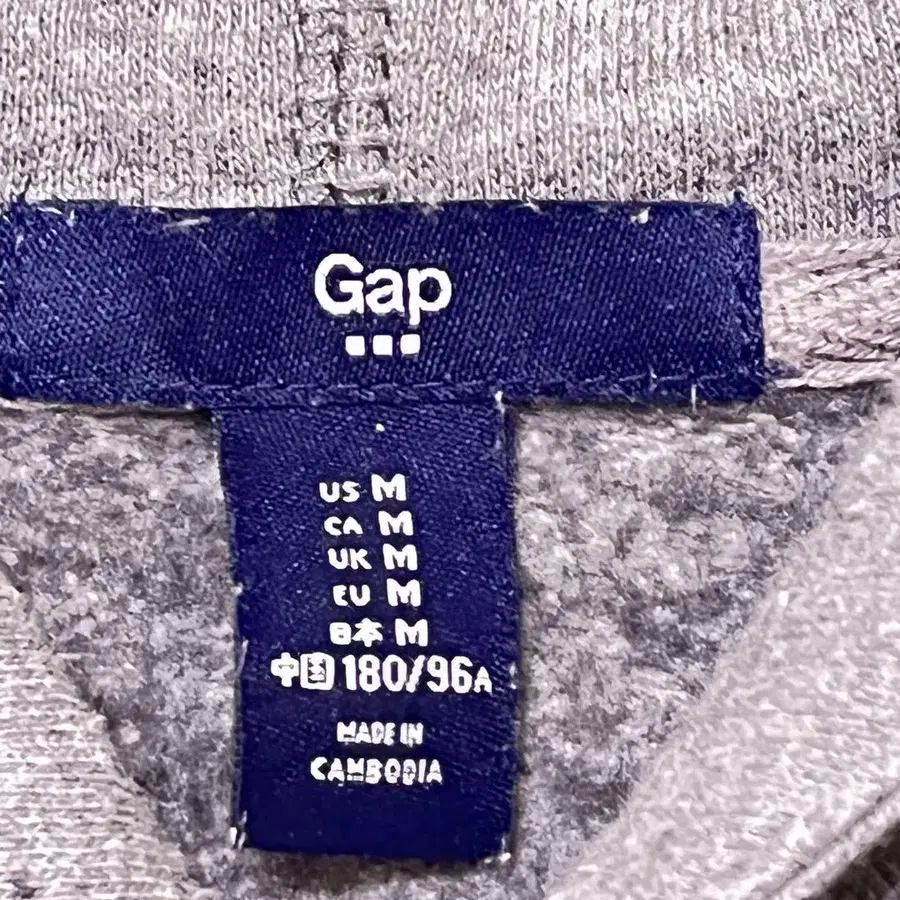 Gap
US M
CA M
UK M
EU M
日本 M
中国 180/96A
MADE IN
CAMBODIA